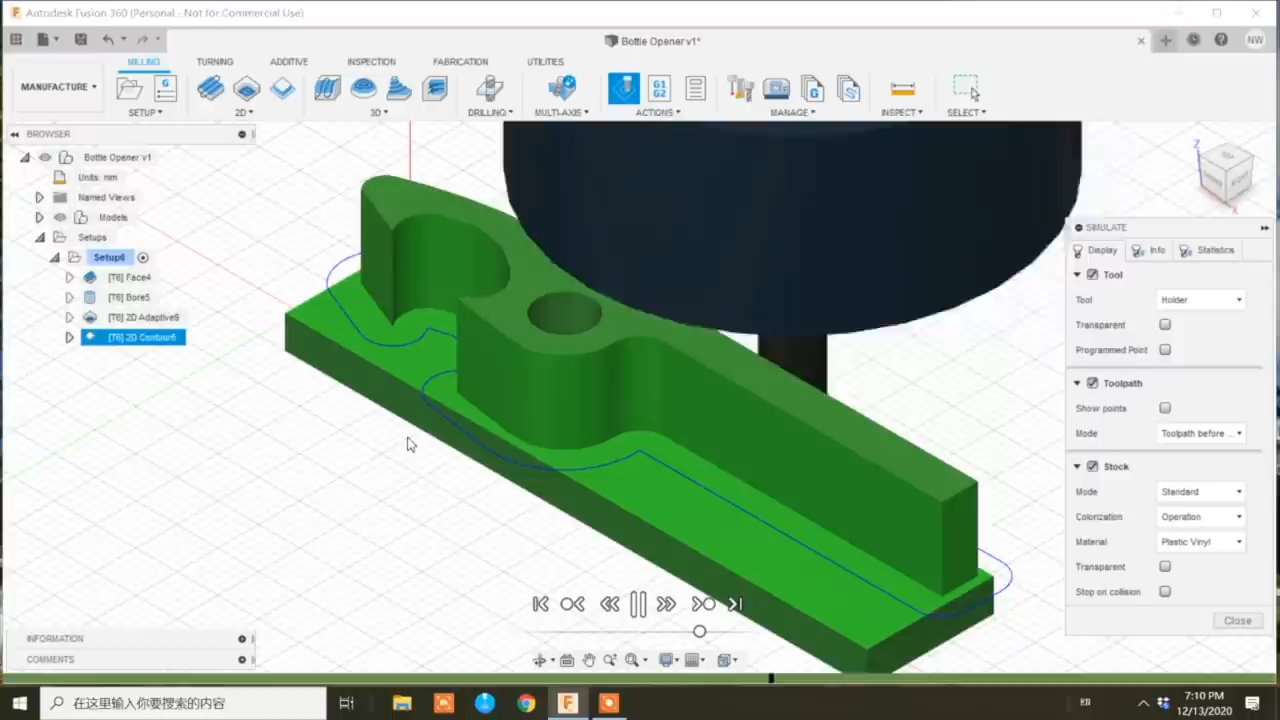 Autodesk Fusion 360 (Personal - Not for Commercial Use)
Bottle Opener v1*
NW
MANUFACTURE
MILLING
TURNING
ADDITIVE
INSPECTION
FABRICATION
UTILITIES
G
G1
G2
G
SETUP
2D
3D
DRILLING
MULTI-AXIS
ACTIONS
MANAGE
INSPECT
SELECT
BROWSER
Bottle Opener v1
Units: mm
Named Views
Models
Setups
Setup6
[T6] Face4
[T6] Bore5
[T6] 2D Adaptive9
[T6] 2D Contour6
Z
X
SIMULATE
Display
Info
Statistics
Tool
Tool Holder
Transparent
Programmed Point
Toolpath
Show points
Mode Toolpath before ...
Stock
Mode Standard
Colorization Operation
Material Plastic Vinyl
Transparent
Stop on collision
Close
INFORMATION
COMMENTS
在这里输入你要搜索的内容
7:10 PM
12/13/2020